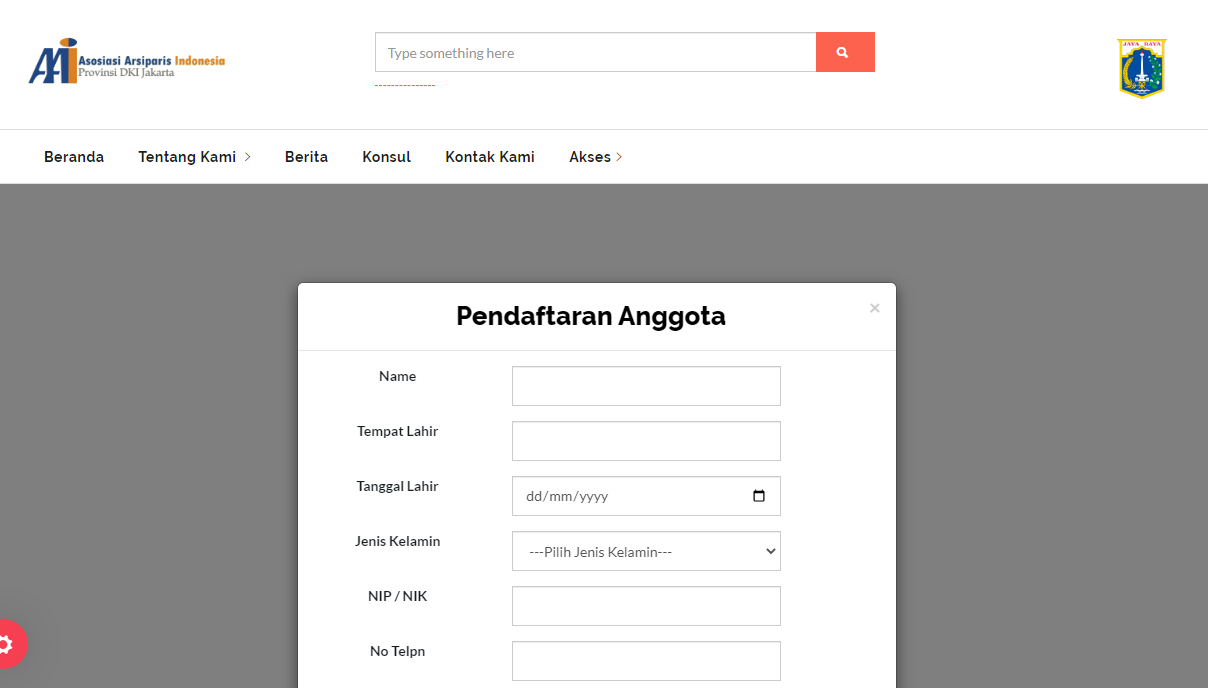 AAI Asosiasi Arsiparis Indonesia
Provinsi DKI Jakarta
Type something here
---------------
JAYA RAYA
Beranda
Tentang Kami
Berita
Konsul
Kontak Kami
Akses
Pendaftaran Anggota
×
Name
Tempat Lahir
Tanggal Lahir
dd/mm/yyyy
Jenis Kelamin
---Pilih Jenis Kelamin---
NIP / NIK
No Telpn